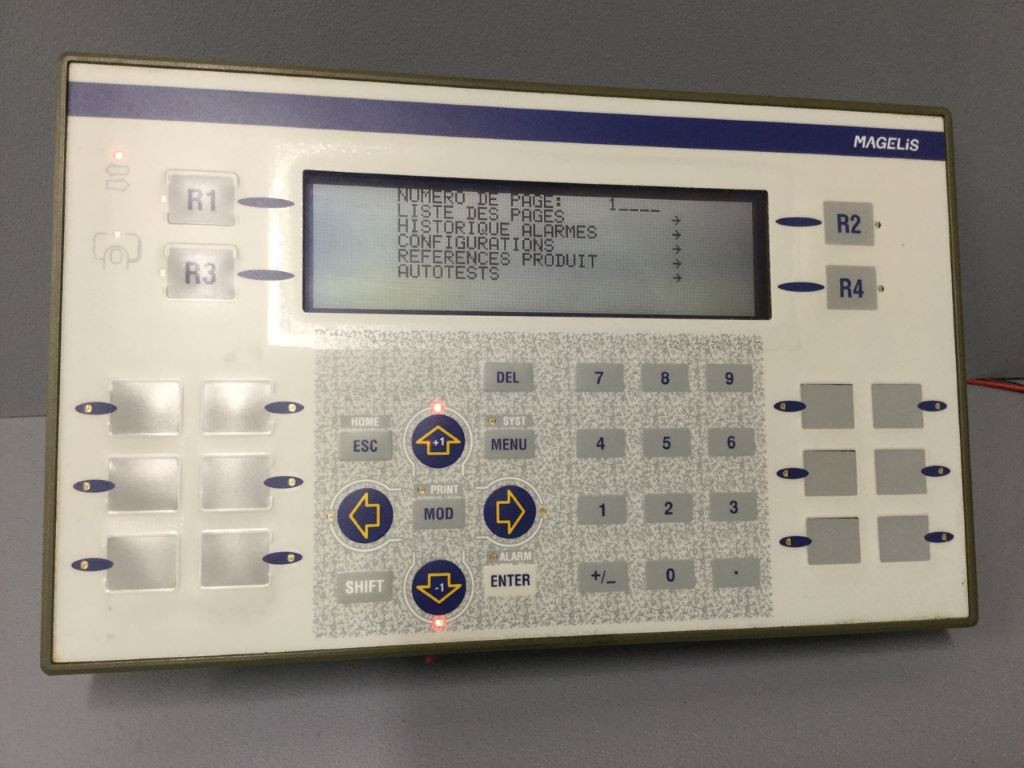 MAGELiS
R1
R2
R3
R4
NUMERO DE PAGE: 1____
LISTE DES PAGES →
HISTORIQUE ALARMES →
CONFIGURATIONS →
REFERENCES PRODUIT →
AUTOTESTS →
DEL 7 8 9
HOME SYST
ESC +1 MENU 4 5 6
PRINT
MOD 1 2 3
ALARM
SHIFT -1 ENTER +/_ 0 .